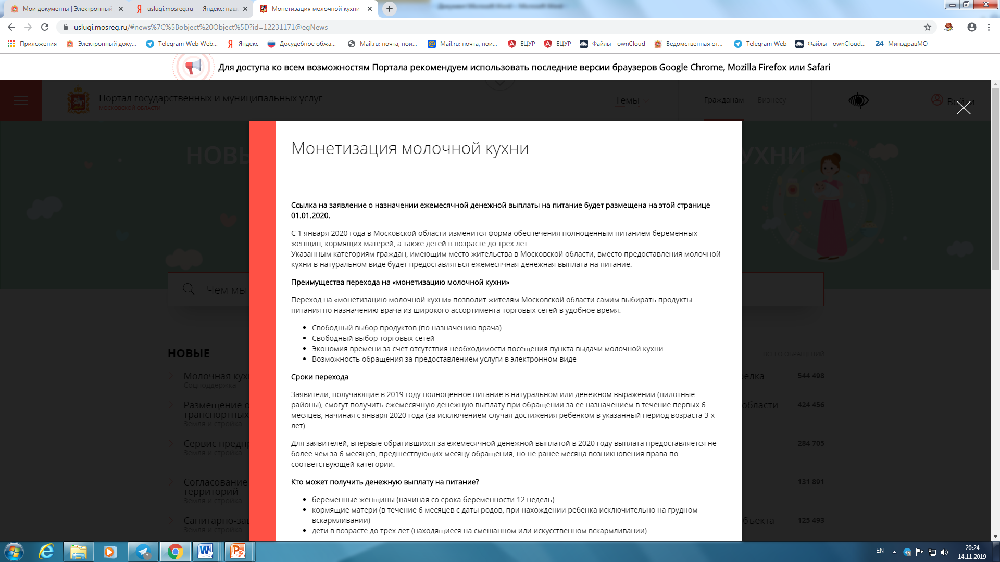 Мои документы | Электронный
uslugi.mosreg.ru — Яндекс: наш
Монетизация молочной кухни
uslugi.mosreg.ru/#news%7C%5Bobject%20Object%5D?id=12231171@egNews
Приложения
Электронный доку...
Telegram Web Web...
Яндекс
Досудебное обжа...
Mail.ru: почта, пои...
Mail.ru: почта, пои...
ЕЦУР
ЕЦУР
Файлы - ownCloud
Ведомственная от...
Telegram Web
Файлы - ownCloud...
24 МинздравМО
Для доступа ко всем возможностям Портала рекомендуем использовать последние версии браузеров Google Chrome, Mozilla Firefox или Safari
Портал государственных и муниципальных услуг
МОСКОВСКОЙ ОБЛАСТИ
Темы
Гражданам
Бизнесу
Войти
НОВЫ
УХНИ
Монетизация молочной кухни
Ссылка на заявление о назначении ежемесячной денежной выплаты на питание будет размещена на этой странице
01.01.2020.
С 1 января 2020 года в Московской области изменится форма обеспечения полноценным питанием беременных
женщин, кормящих матерей, а также детей в возрасте до трех лет.
Указанным категориям граждан, имеющим место жительства в Московской области, вместо предоставления молочной
кухни в натуральном виде будет предоставляться ежемесячная денежная выплата на питание.
Преимущества перехода на «монетизацию молочной кухни»
Переход на «монетизацию молочной кухни» позволит жителям Московской области самим выбирать продукты
питания по назначению врача из широкого ассортимента торговых сетей в удобное время.
• Свободный выбор продуктов (по назначению врача)
• Свободный выбор торговых сетей
• Экономия времени за счет отсутствия необходимости посещения пункта выдачи молочной кухни
• Возможность обращения за предоставлением услуги в электронном виде
Сроки перехода
Заявители, получающие в 2019 году полноценное питание в натуральном или денежном выражении (пилотные
районы), смогут получить ежемесячную денежную выплату при обращении за ее назначением в течение первых 6
месяцев, начиная с января 2020 года (за исключением случая достижения ребенком в указанный период возраста 3-х
лет).
Для заявителей, впервые обратившихся за ежемесячной денежной выплатой в 2020 году выплата предоставляется не
более чем за 6 месяцев, предшествующих месяцу обращения, но не ранее месяца возникновения права по
соответствующей категории.
Кто может получить денежную выплату на питание?
• беременные женщины (начиная со срока беременности 12 недель)
• кормящие матери (в течение 6 месяцев с даты родов, при нахождении ребенка исключительно на грудном
вскармливании)
• дети в возрасте до трех лет (находящиеся на смешанном или искусственном вскармливании)
Чем мы
НОВЫЕ
Молочная кух
Соцподдержка
Размещение о
транспортных
Земля и стройка
Сервис предпр
Земля и стройка
Согласование
территорий
Земля и стройка
Санитарно-защ
Земля и стройка
ВСЕГО ОБРАЩЕНИЙ
релка 544 498
области 424 456
284 705
131 891
бъекта 125 493
3
EN
3
20:24
14.11.2019